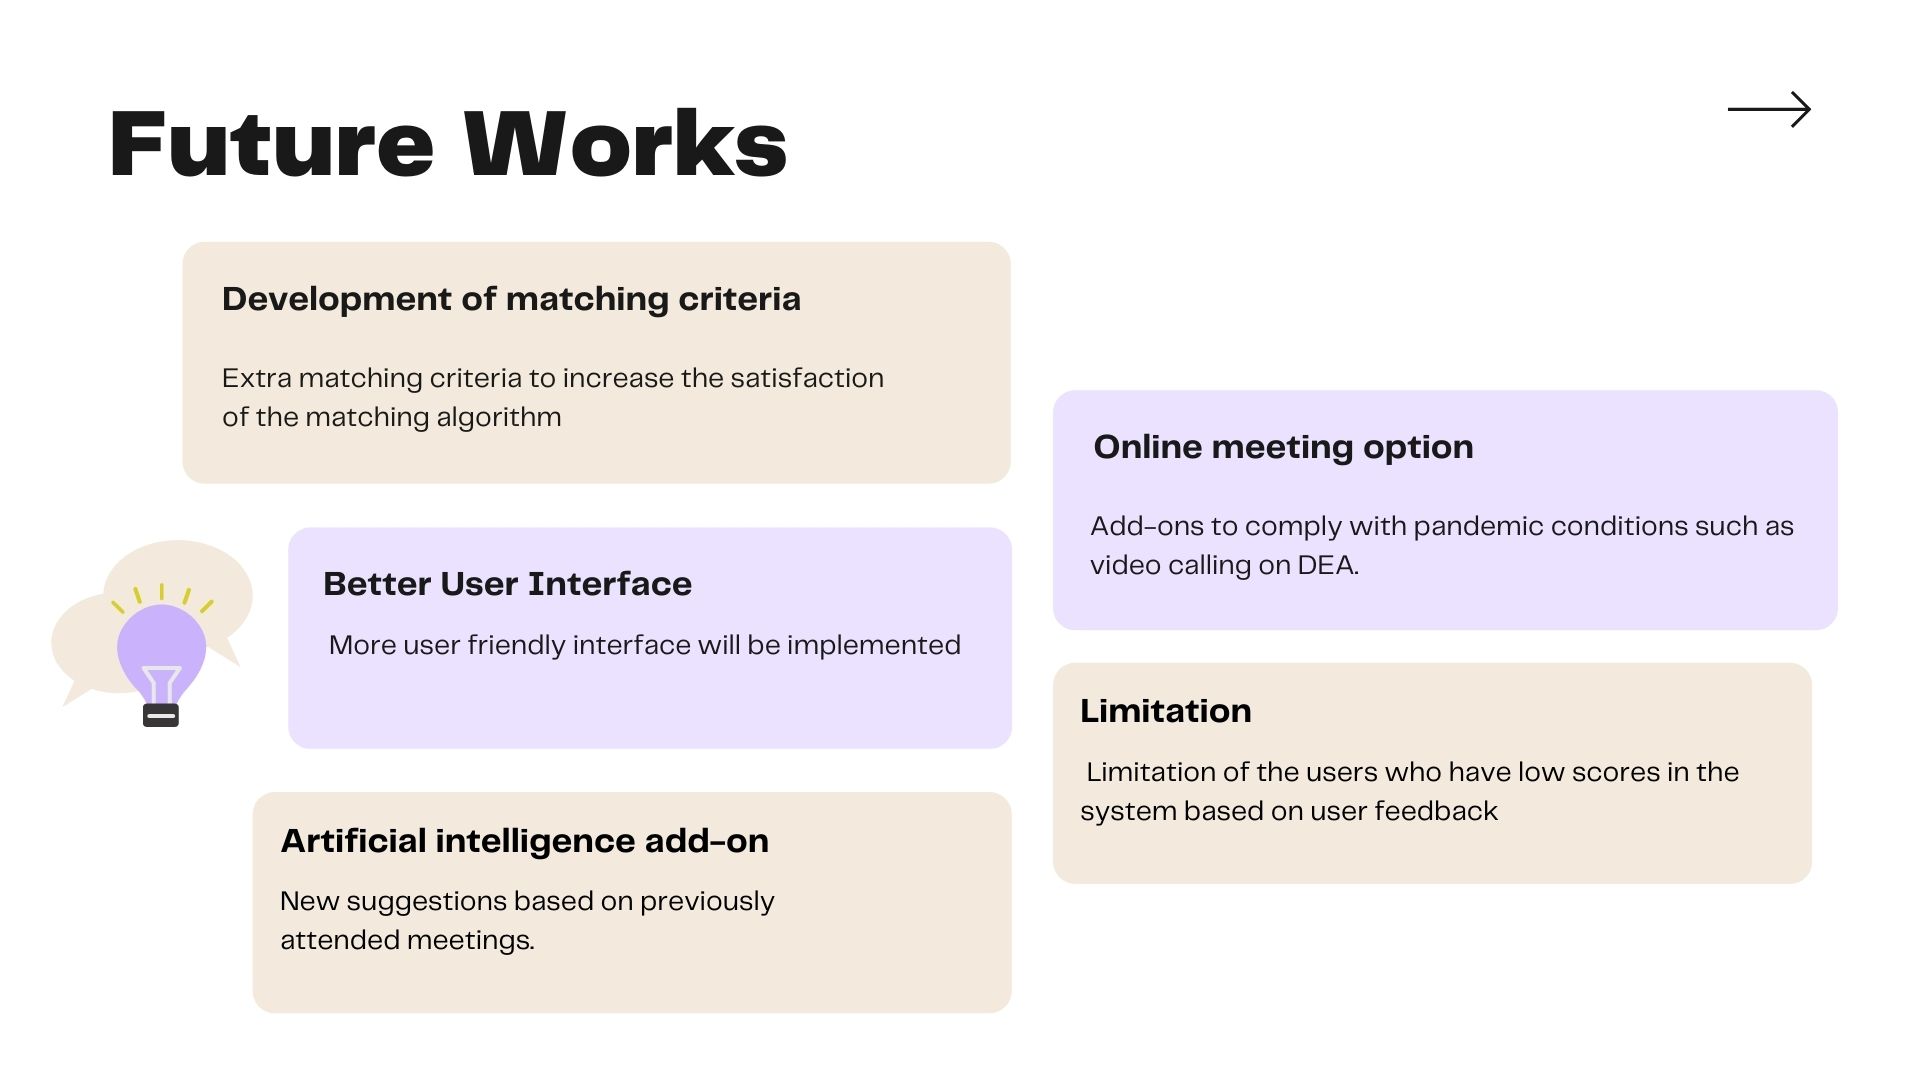 Future Works
Development of matching criteria
Extra matching criteria to increase the satisfaction
of the matching algorithm
Better User Interface
More user friendly interface will be implemented
Artificial intelligence add-on
New suggestions based on previously
attended meetings.
Online meeting option
Add-ons to comply with pandemic conditions such as
video calling on DEA.
Limitation
Limitation of the users who have low scores in the
system based on user feedback